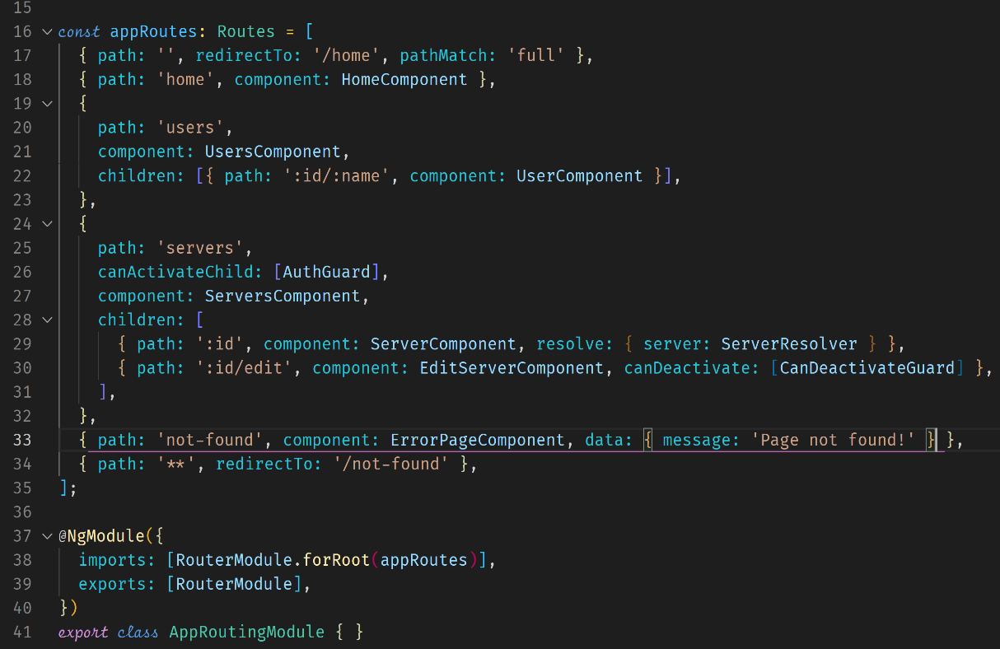 15
16 const appRoutes: Routes = [
17 { path: '', redirectTo: '/home', pathMatch: 'full' },
18 { path: 'home', component: HomeComponent },
19 {
20 path: 'users',
21 component: UsersComponent,
22 children: [{ path: ':id/:name', component: UserComponent }],
23 },
24 {
25 path: 'servers',
26 canActivateChild: [AuthGuard],
27 component: ServersComponent,
28 children: [
29 { path: ':id', component: ServerComponent, resolve: { server: ServerResolver } },
30 { path: ':id/edit', component: EditServerComponent, canDeactivate: [CanDeactivateGuard] },
31 ],
32 },
33 { path: 'not-found', component: ErrorPageComponent, data: { message: 'Page not found!' } },
34 { path: '**', redirectTo: '/not-found' },
35 ];
36
37 @NgModule({
38 imports: [RouterModule.forRoot(appRoutes)],
39 exports: [RouterModule],
40 })
41 export class AppRoutingModule { }